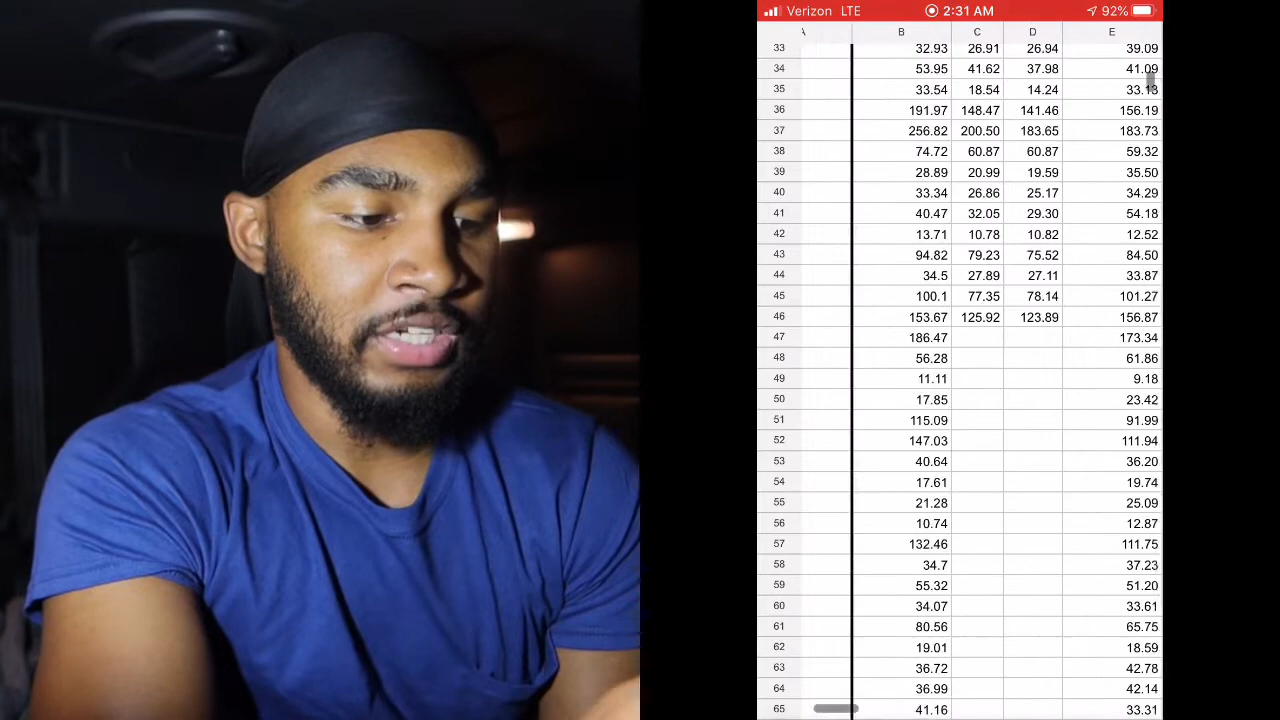 Verizon LTE 2:31 AM 92%
A B C D E
33 32.93 26.91 26.94 39.09
34 53.95 41.62 37.98 41.09
35 33.54 18.54 14.24 33.13
36 191.97 148.47 141.46 156.19
37 256.82 200.50 183.65 183.73
38 74.72 60.87 60.87 59.32
39 28.89 20.99 19.59 35.50
40 33.34 26.86 25.17 34.29
41 40.47 32.05 29.30 54.18
42 13.71 10.78 10.82 12.52
43 94.82 79.23 75.52 84.50
44 34.5 27.89 27.11 33.87
45 100.1 77.35 78.14 101.27
46 153.67 125.92 123.89 156.87
47 186.47 173.34
48 56.28 61.86
49 11.11 9.18
50 17.85 23.42
51 115.09 91.99
52 147.03 111.94
53 40.64 36.20
54 17.61 19.74
55 21.28 25.09
56 10.74 12.87
57 132.46 111.75
58 34.7 37.23
59 55.32 51.20
60 34.07 33.61
61 80.56 65.75
62 19.01 18.59
63 36.72 42.78
64 36.99 42.14
65 41.16 33.31